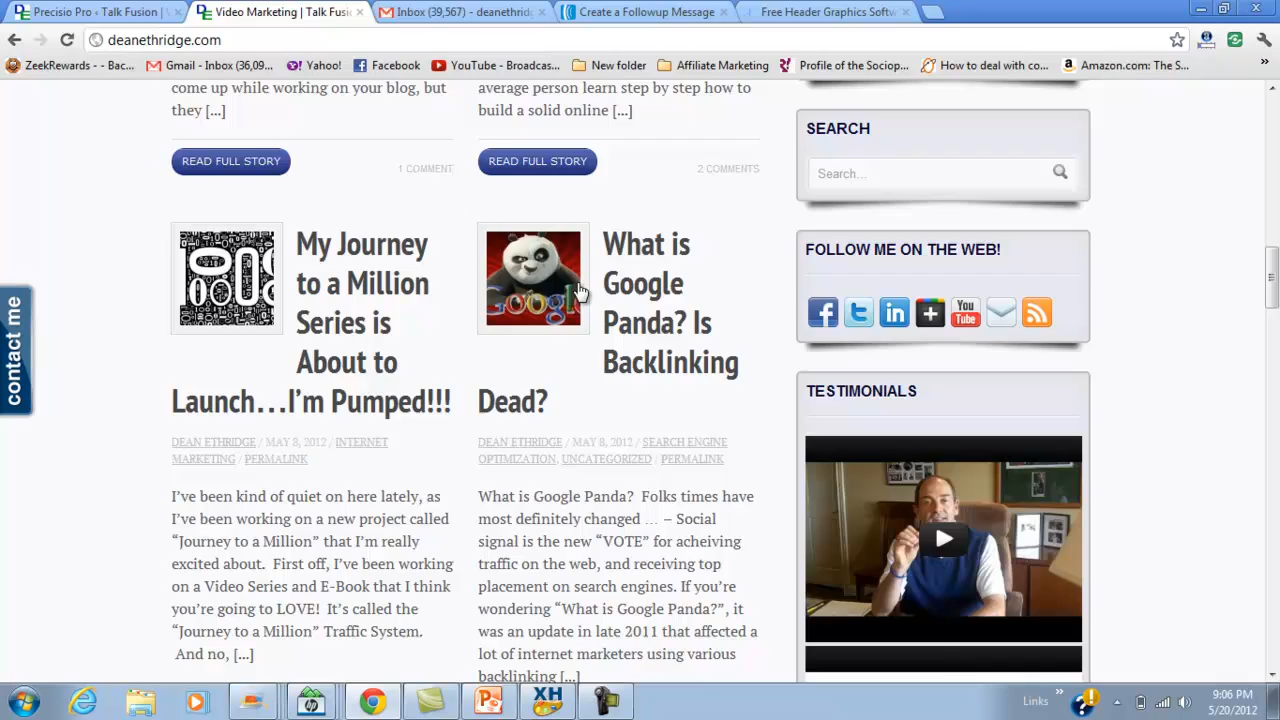 Precisio Pro ‹ Talk Fusion | V
Video Marketing | Talk Fusi
Inbox (39,567) - deanethridg
Create a Followup Message
Free Header Graphics Softw
deanethridge.com
ZeekRewards -- Bac...
Gmail - Inbox (36,09...
Yahoo!
Facebook
YouTube - Broadcas...
New folder
Affiliate Marketing
Profile of the Sociop...
How to deal with co...
Amazon.com: The S...
»
come up while working on your blog, but
they [...]
READ FULL STORY
1 COMMENT
average person learn step by step how to
build a solid online [...]
READ FULL STORY
2 COMMENTS
My Journey
to a Million
Series is
About to
Launch…I’m Pumped!!!
DEAN ETHRIDGE / MAY 8, 2012 / INTERNET
MARKETING / PERMALINK
I’ve been kind of quiet on here lately, as
I’ve been working on a new project called
“Journey to a Million” that I’m really
excited about.  First off, I’ve been working
on a Video Series and E-Book that I think
you’re going to LOVE!  It’s called the
“Journey to a Million” Traffic System.
And no, [...]
Google
What is
Google
Panda? Is
Backlinking
Dead?
DEAN ETHRIDGE / MAY 8, 2012 / SEARCH ENGINE
OPTIMIZATION, UNCATEGORIZED / PERMALINK
What is Google Panda?  Folks times have
most definitely changed … – Social
signal is the new “VOTE” for acheiving
traffic on the web, and receiving top
placement on search engines. If you’re
wondering “What is Google Panda?”, it
was an update in late 2011 that affected a
lot of internet marketers using various
backlinking [...]
SEARCH
Search...
FOLLOW ME ON THE WEB!
You
Tube
TESTIMONIALS
contact me
Links
»
9:06 PM
5/20/2012